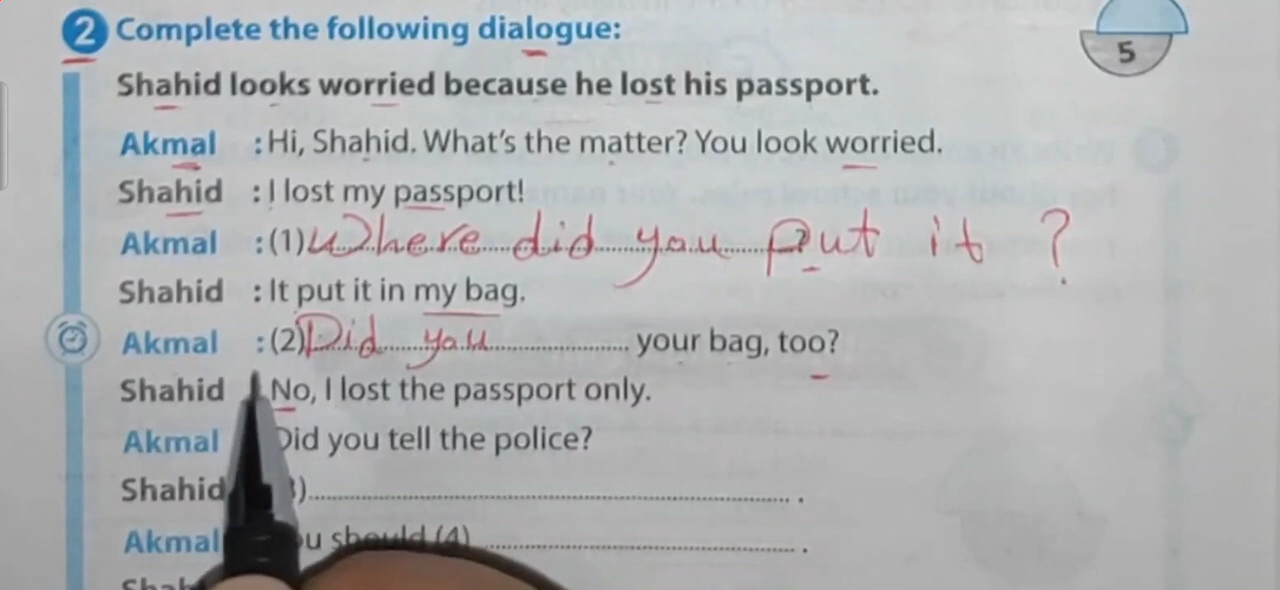 2 Complete the following dialogue:
5
Shahid looks worried because he lost his passport.
Akmal : Hi, Shahid. What's the matter? You look worried.
Shahid : I lost my passport!
Akmal : (1) Where did you put it ?
Shahid : It put it in my bag.
Akmal : (2) Did you ........ your bag, too?
Shahid No, I lost the passport only.
Akmal Did you tell the police?
Shahid ........ .
Akmal should (4) ........ .